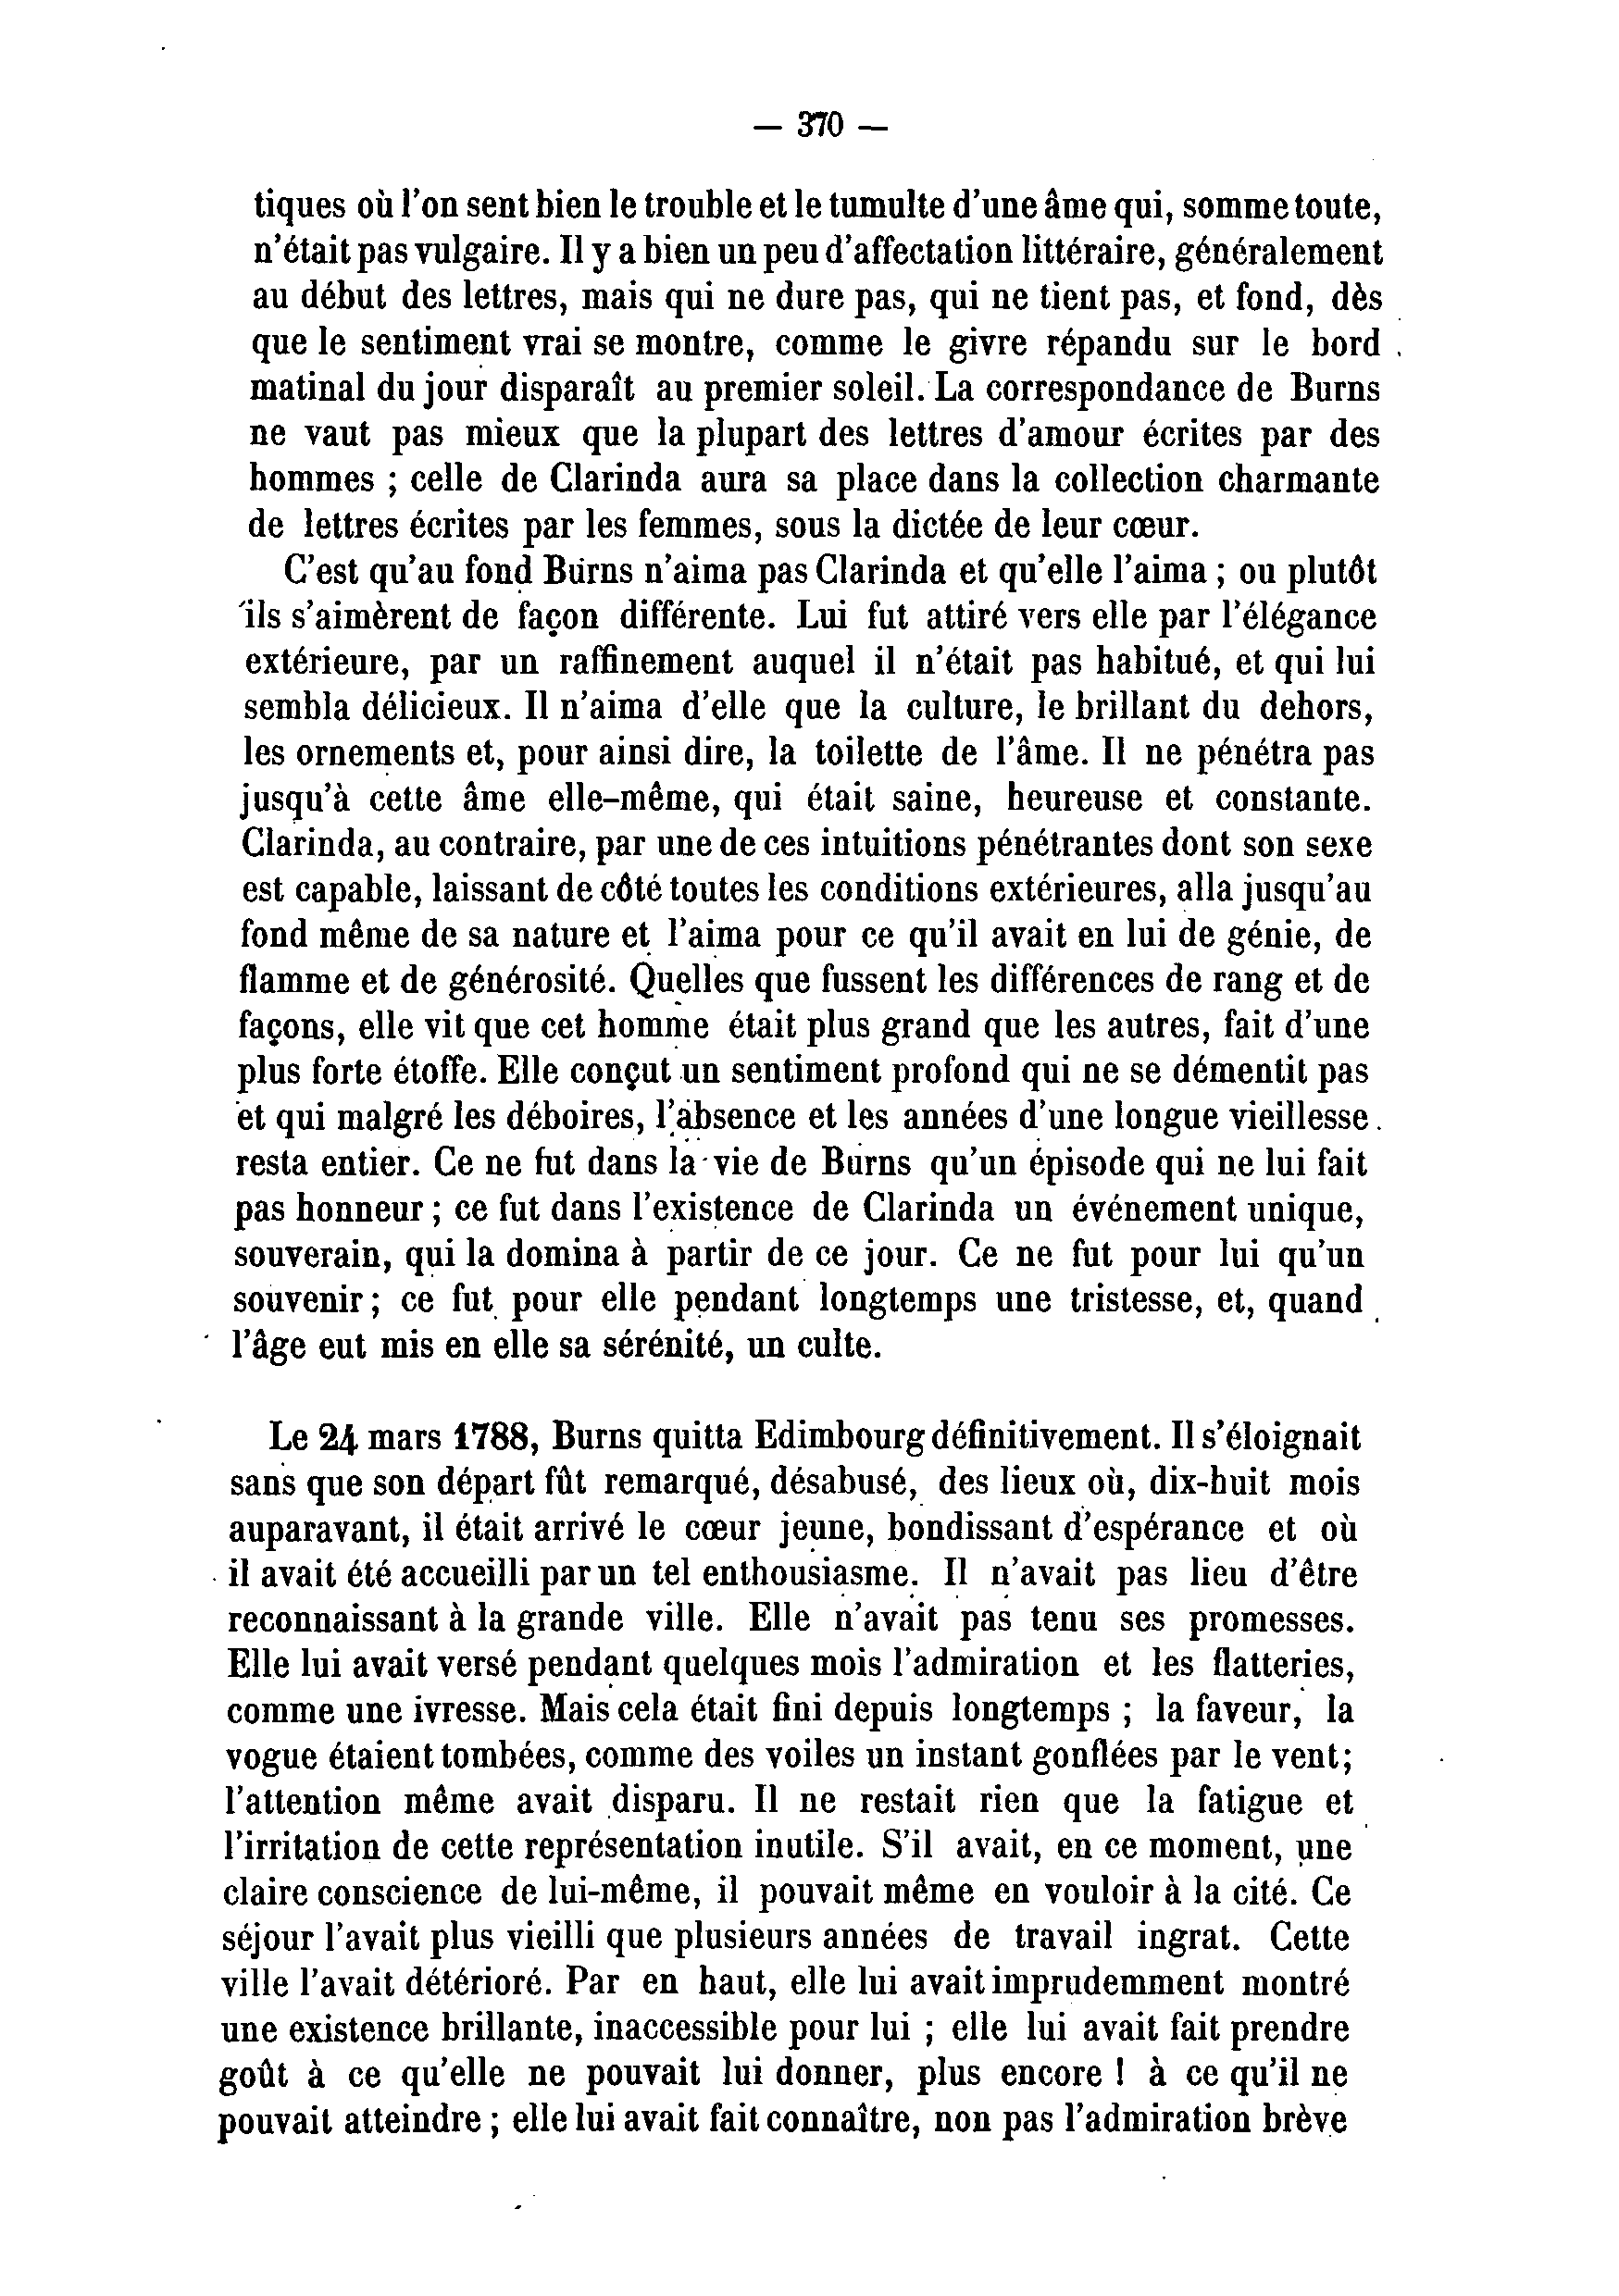 — 370 —
tiques où l'on sent bien le trouble et le tumulte d'une âme qui, somme toute,
n'était pas vulgaire. Il y a bien un peu d'affectation littéraire, généralement
au début des lettres, mais qui ne dure pas, qui ne tient pas, et fond, dès
que le sentiment vrai se montre, comme le givre répandu sur le bord
matinal du jour disparaît au premier soleil. La correspondance de Burns
ne vaut pas mieux que la plupart des lettres d'amour écrites par des
hommes ; celle de Clarinda aura sa place dans la collection charmante
de lettres écrites par les femmes, sous la dictée de leur cœur.
C'est qu'au fond Burns n'aima pas Clarinda et qu'elle l'aima ; ou plutôt
ils s'aimèrent de façon différente. Lui fut attiré vers elle par l'élégance
extérieure, par un raffinement auquel il n'était pas habitué, et qui lui
sembla délicieux. Il n'aima d'elle que la culture, le brillant du dehors,
les ornements et, pour ainsi dire, la toilette de l'âme. Il ne pénétra pas
jusqu'à cette âme elle-même, qui était saine, heureuse et constante.
Clarinda, au contraire, par une de ces intuitions pénétrantes dont son sexe
est capable, laissant de côté toutes les conditions extérieures, alla jusqu'au
fond même de sa nature et l'aima pour ce qu'il avait en lui de génie, de
flamme et de générosité. Quelles que fussent les différences de rang et de
façons, elle vit que cet homme était plus grand que les autres, fait d'une
plus forte étoffe. Elle conçut un sentiment profond qui ne se démentit pas
et qui malgré les déboires, l'absence et les années d'une longue vieillesse
resta entier. Ce ne fut dans la vie de Burns qu'un épisode qui ne lui fait
pas honneur ; ce fut dans l'existence de Clarinda un événement unique,
souverain, qui la domina à partir de ce jour. Ce ne fut pour lui qu'un
souvenir ; ce fut pour elle pendant longtemps une tristesse, et, quand
l'âge eut mis en elle sa sérénité, un culte.
Le 24 mars 1788, Burns quitta Edimbourg définitivement. Il s'éloignait
sans que son départ fût remarqué, désabusé, des lieux où, dix-huit mois
auparavant, il était arrivé le cœur jeune, bondissant d'espérance et où
il avait été accueilli par un tel enthousiasme. Il n'avait pas lieu d'être
reconnaissant à la grande ville. Elle n'avait pas tenu ses promesses.
Elle lui avait versé pendant quelques mois l'admiration et les flatteries,
comme une ivresse. Mais cela était fini depuis longtemps ; la faveur, la
vogue étaient tombées, comme des voiles un instant gonflées par le vent;
l'attention même avait disparu. Il ne restait rien que la fatigue et
l'irritation de cette représentation inutile. S'il avait, en ce moment, une
claire conscience de lui-même, il pouvait même en vouloir à la cité. Ce
séjour l'avait plus vieilli que plusieurs années de travail ingrat. Cette
ville l'avait détérioré. Par en haut, elle lui avait imprudemment montré
une existence brillante, inaccessible pour lui ; elle lui avait fait prendre
goût à ce qu'elle ne pouvait lui donner, plus encore ! à ce qu'il ne
pouvait atteindre ; elle lui avait fait connaître, non pas l'admiration brève